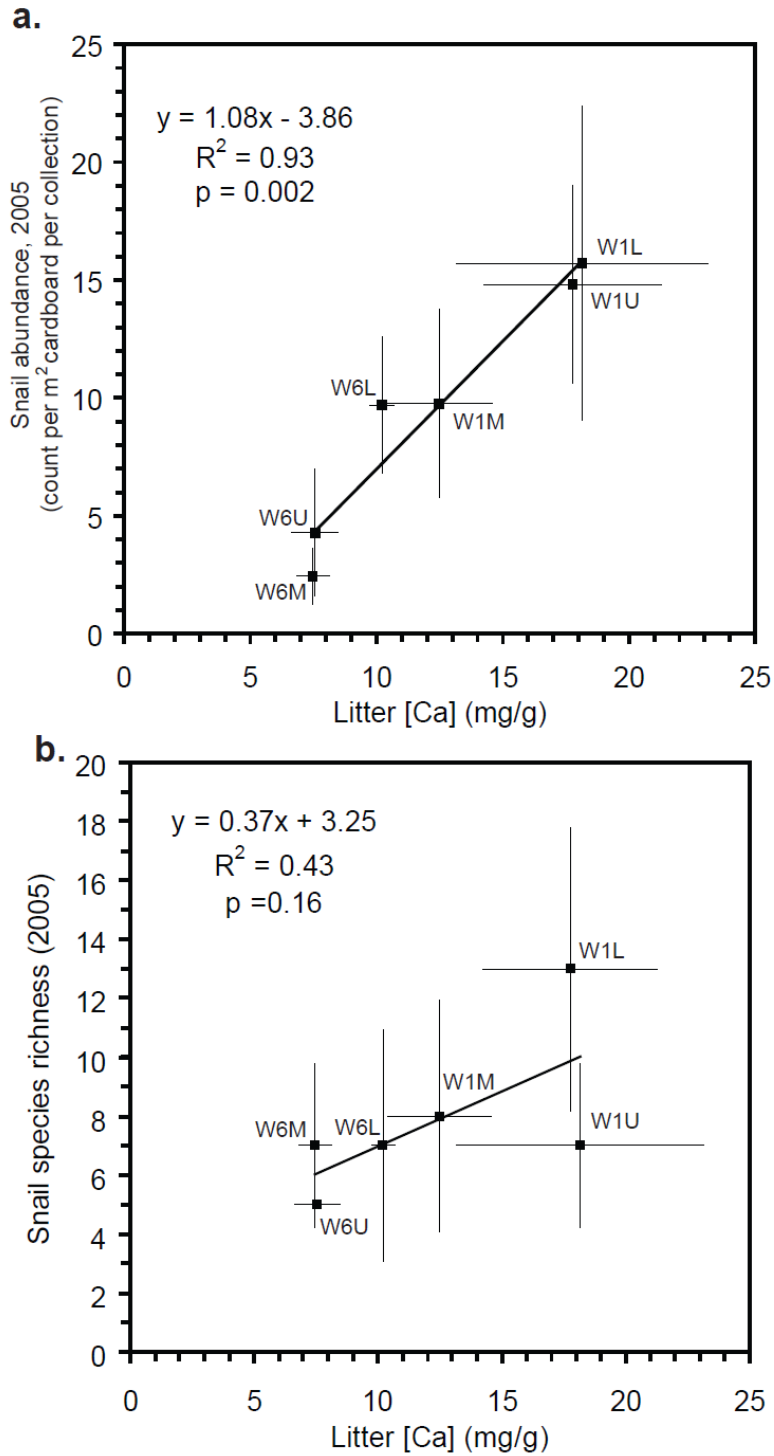 a.
25
20
15
10
5
0
Snail abundance, 2005
(count per m² cardboard per collection)
y = 1.08x - 3.86
R² = 0.93
p = 0.002
W1L
W1U
W6L
W1M
W6U
W6M
0 5 10 15 20 25
Litter [Ca] (mg/g)
b.
20
18
16
14
12
10
8
6
4
2
0
Snail species richness (2005)
y = 0.37x + 3.25
R² = 0.43
p =0.16
W1L
W1M
W6M
W6L
W1U
W6U
0 5 10 15 20 25
Litter [Ca] (mg/g)